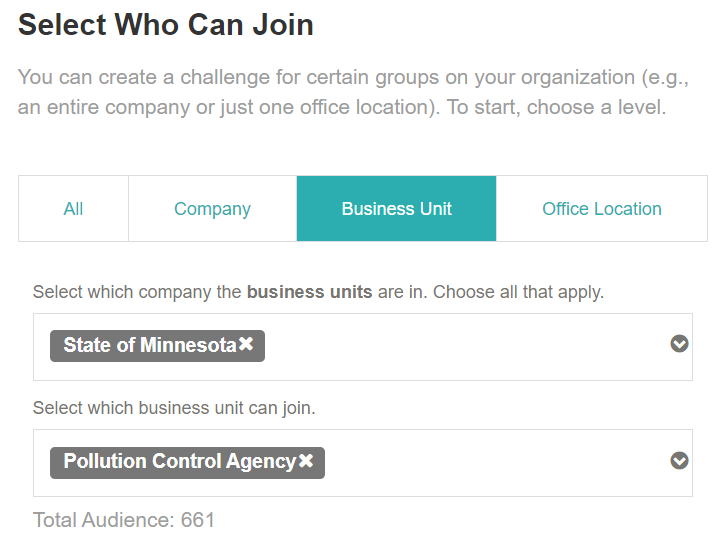 Select Who Can Join
You can create a challenge for certain groups on your organization (e.g.,
an entire company or just one office location). To start, choose a level.
All
Company
Business Unit
Office Location
Select which company the business units are in. Choose all that apply.
State of Minnesota✖
Select which business unit can join.
Pollution Control Agency✖
Total Audience: 661